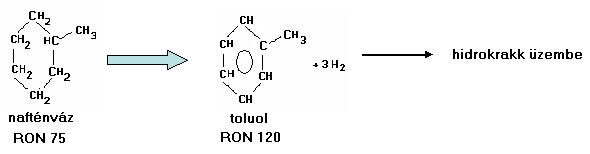 CH2
CH2
HC
CH3
CH2
CH2
CH2
nafténváz
RON 75
CH
CH
C
CH3
CH
CH
CH
toluol
RON 120
+ 3 H2
hidrokrakk üzembe